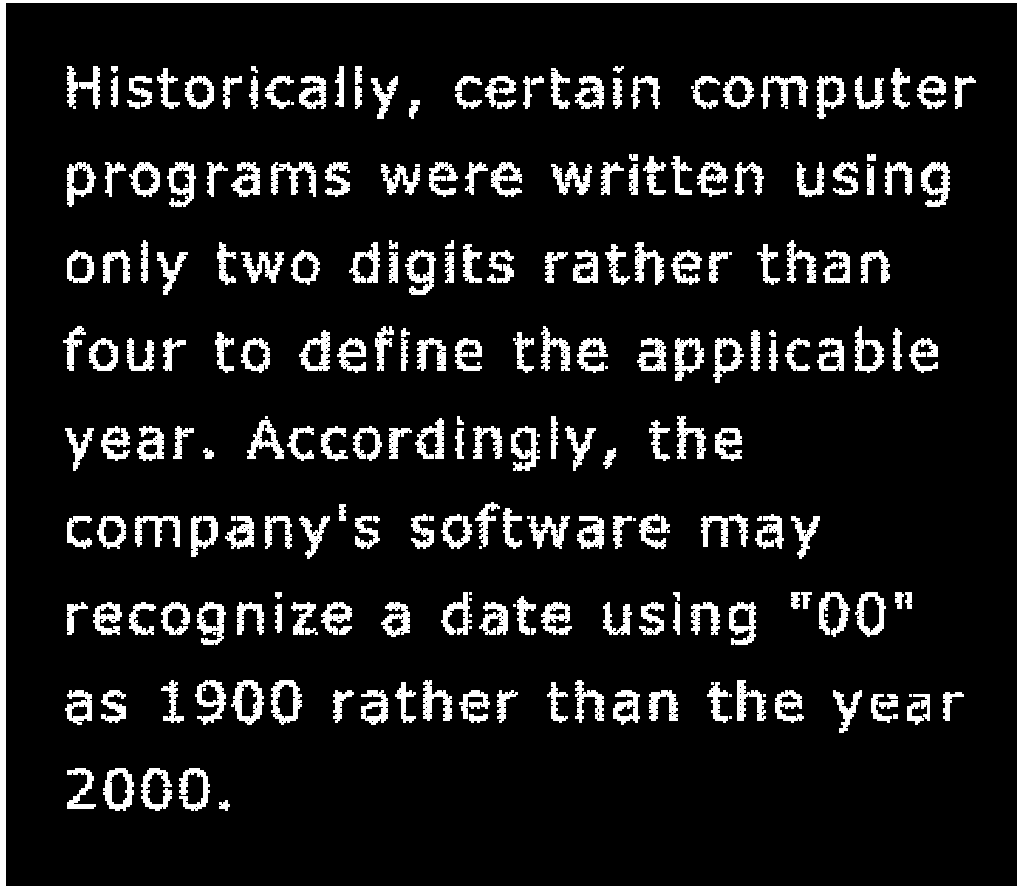 Historically, certain computer
programs were written using
only two digits rather than
four to define the applicable
year. Accordingly, the
company's software may
recognize a date using "00"
as 1900 rather than the year
2000.